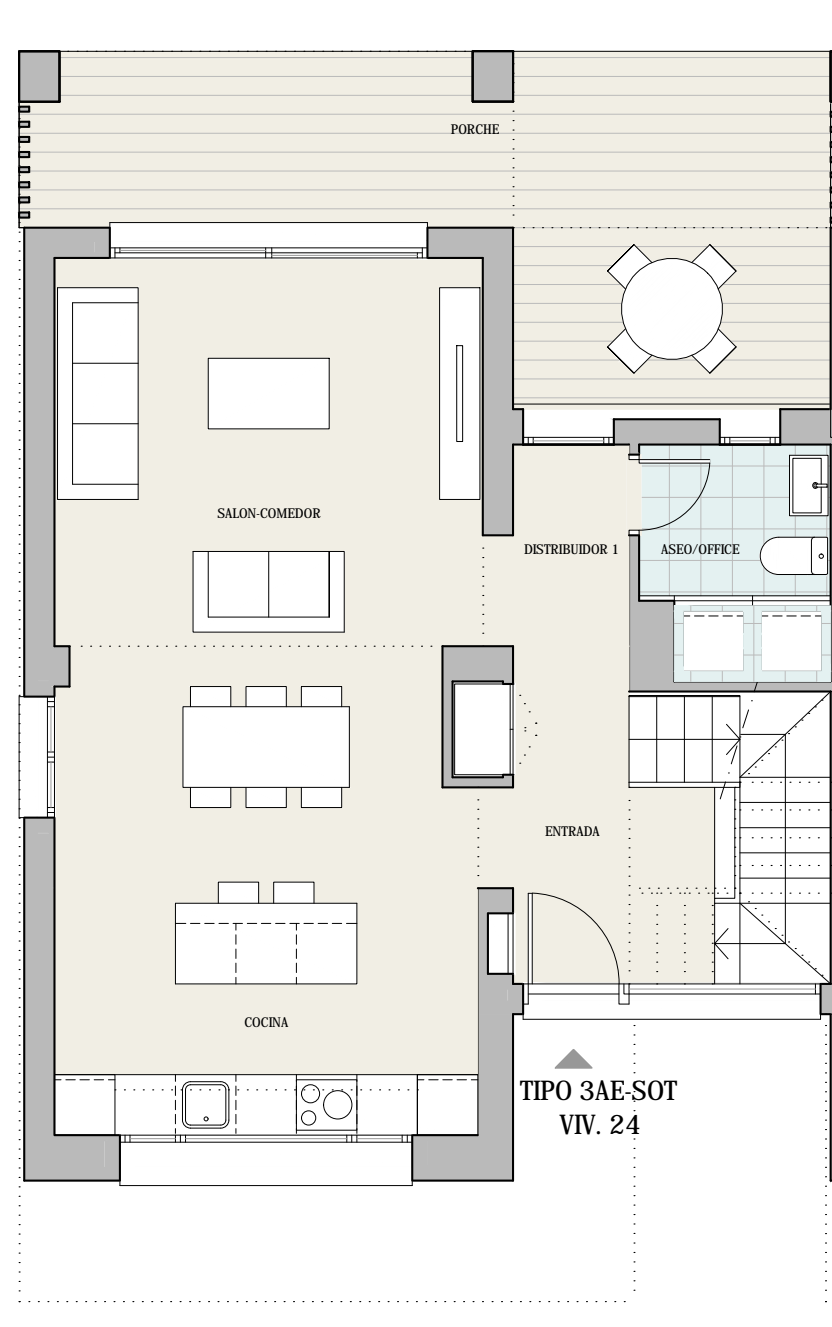 PORCHE
SALON-COMEDOR
DISTRIBUIDOR 1
ASEO/OFFICE
ENTRADA
COCINA
TIPO 3AE-SOT
VIV. 24